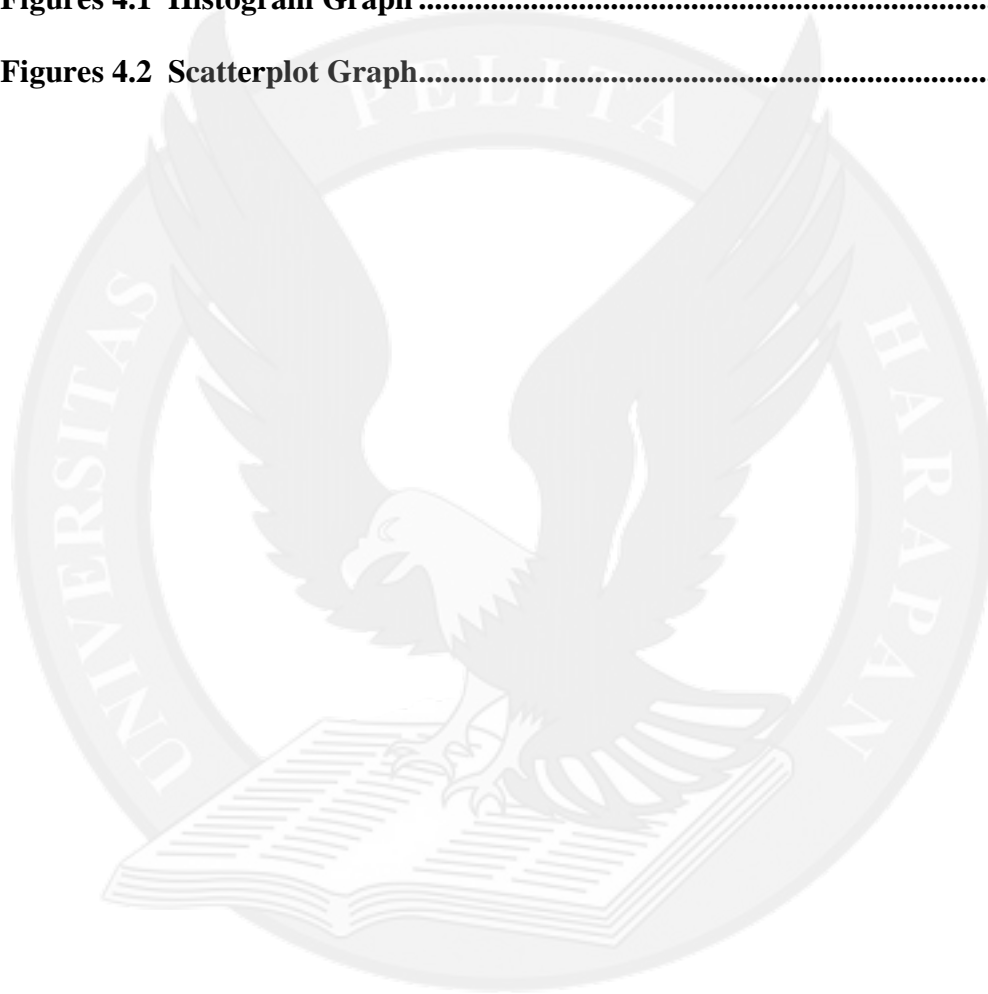 Figures 4.1 Histogram Graph ........................................................................
Figures 4.2 Scatterplot Graph........................................................................
UNIVERSITAS PELITA HARAPAN